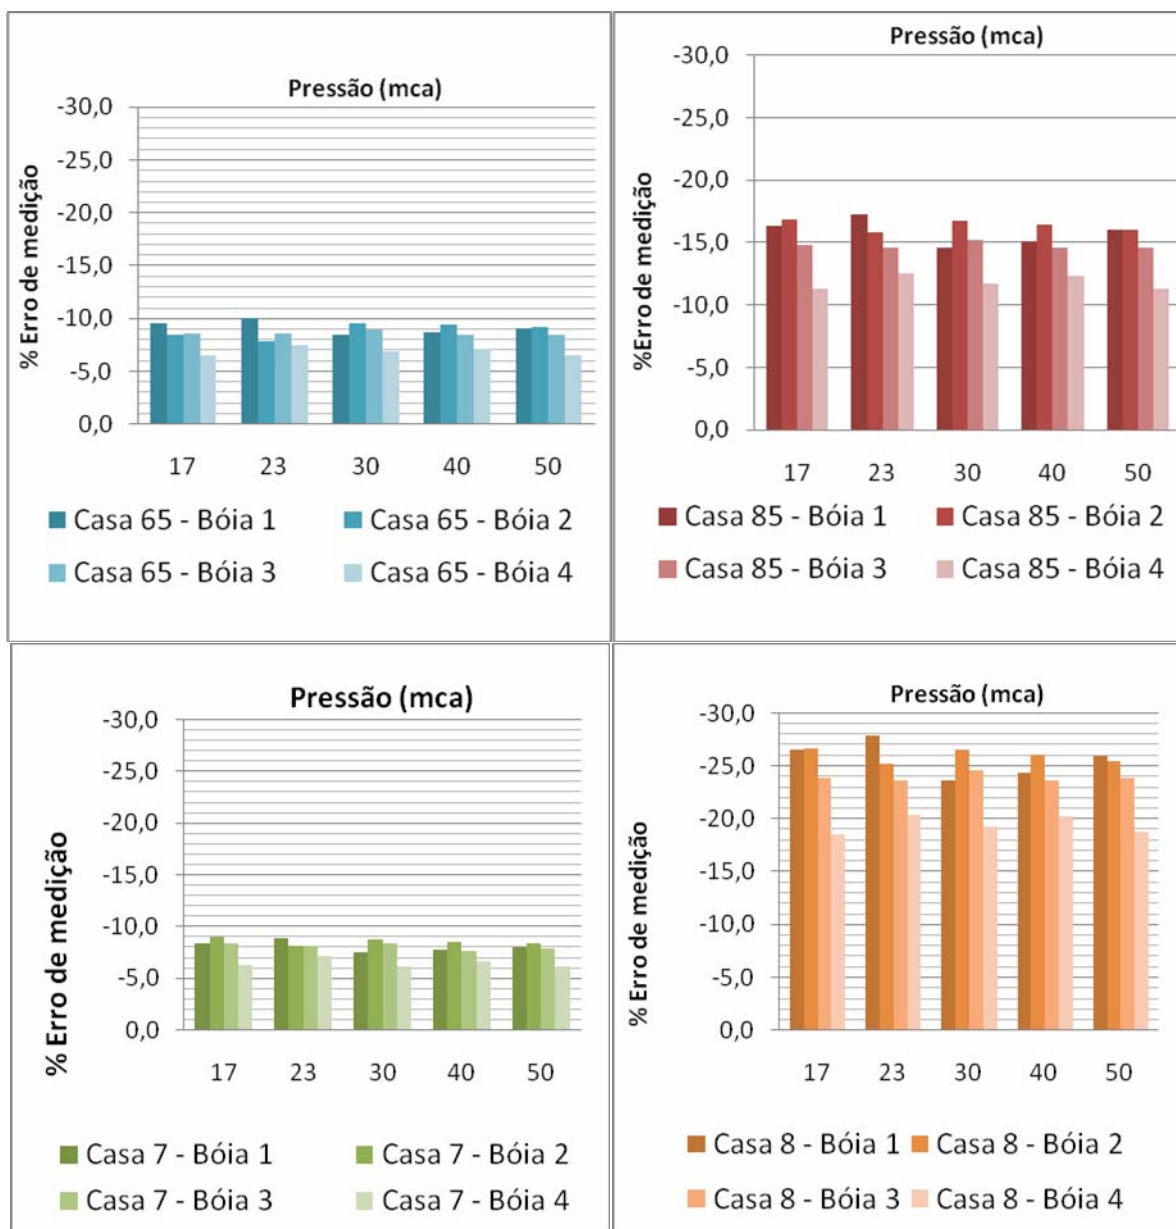 Pressão (mca)
% Erro de medição
-30,0
-25,0
-20,0
-15,0
-10,0
-5,0
0,0
17 23 30 40 50
Casa 65 - Bóia 1 Casa 65 - Bóia 2
Casa 65 - Bóia 3 Casa 65 - Bóia 4
Pressão (mca)
%Erro de medição
-30,0
-25,0
-20,0
-15,0
-10,0
-5,0
0,0
17 23 30 40 50
Casa 85 - Bóia 1 Casa 85 - Bóia 2
Casa 85 - Bóia 3 Casa 85 - Bóia 4
Pressão (mca)
% Erro de medição
-30,0
-25,0
-20,0
-15,0
-10,0
-5,0
0,0
17 23 30 40 50
Casa 7 - Bóia 1 Casa 7 - Bóia 2
Casa 7 - Bóia 3 Casa 7 - Bóia 4
Pressão (mca)
% Erro de medição
-30,0
-25,0
-20,0
-15,0
-10,0
-5,0
0,0
17 23 30 40 50
Casa 8 - Bóia 1 Casa 8 - Bóia 2
Casa 8 - Bóia 3 Casa 8 - Bóia 4